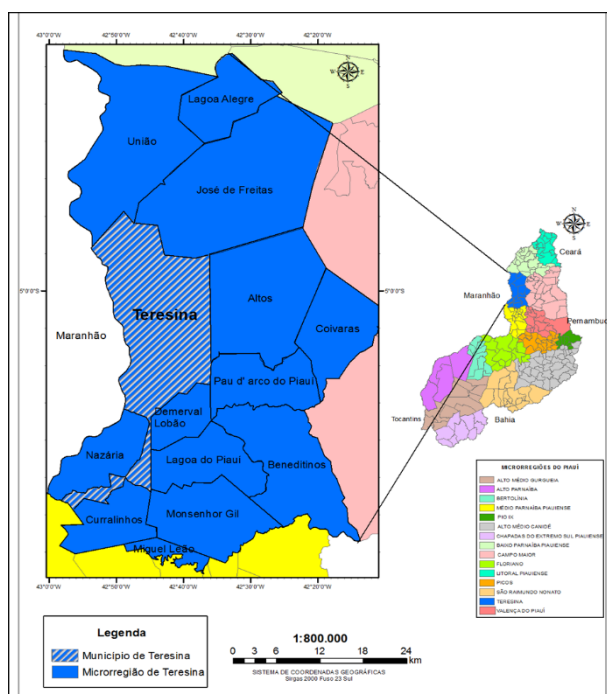 43°0'0"S
42°50'0"S
42°40'0"S
42°30'0"S
42°20'0"S
N
W
E
S
Lagoa Alegre
União
José de Freitas
5°0'0"S
Altos
Teresina
Maranhão
Coivaras
Pau d' arco do Piauí
Demerval
Lobão
Nazária
Lagoa do Piauí
Beneditinos
Curralinhos
Monsenhor Gil
Miguel Leão
43°0'0"S
42°50'0"S
42°40'0"S
42°30'0"S
42°20'0"S
N
W
E
S
Ceará
Maranhão
5°0'0"S
Pernambuco
Tocantins
Bahia
MICRORREGIÕES DO PIAUÍ
ALTO MÉDIO GURGUEIA
ALTO PARNAÍBA
BERTOLÍNIA
MÉDIO PARNAÍBA PIAUIENSE
PIO IX
ALTO MÉDIO CANIDÉ
CHAPADAS DO EXTREMO SUL PIAUIENSE
BAIXO PARNAÍBA PIAUIENSE
CAMPO MAIOR
FLORIANO
LITORAL PIAUIENSE
PICOS
SÃO RAIMUNDO NONATO
TERESINA
VALENÇA DO PIAUÍ
Legenda
Município de Teresina
Microrregião de Teresina
1:800.000
0 3 6 12 18 24
km
SISTEMA DE COORDENADAS GEOGRÁFICAS
Sirgas 2000 Fuso 23 Sul